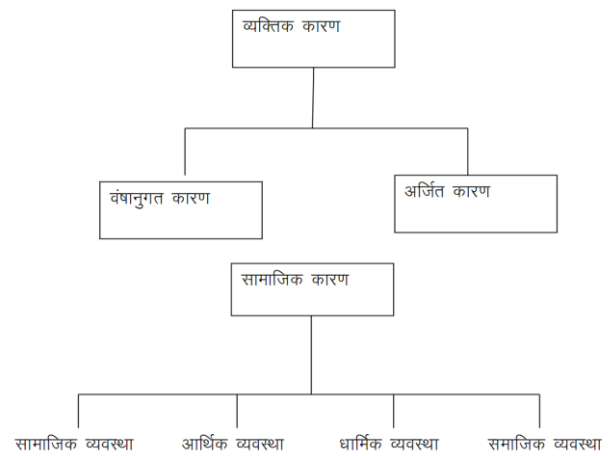 व्यक्तिक कारण
वंषानुगत कारण
अर्जित कारण
सामाजिक कारण
सामाजिक व्यवस्था
आर्थिक व्यवस्था
धार्मिक व्यवस्था
समाजिक व्यवस्था